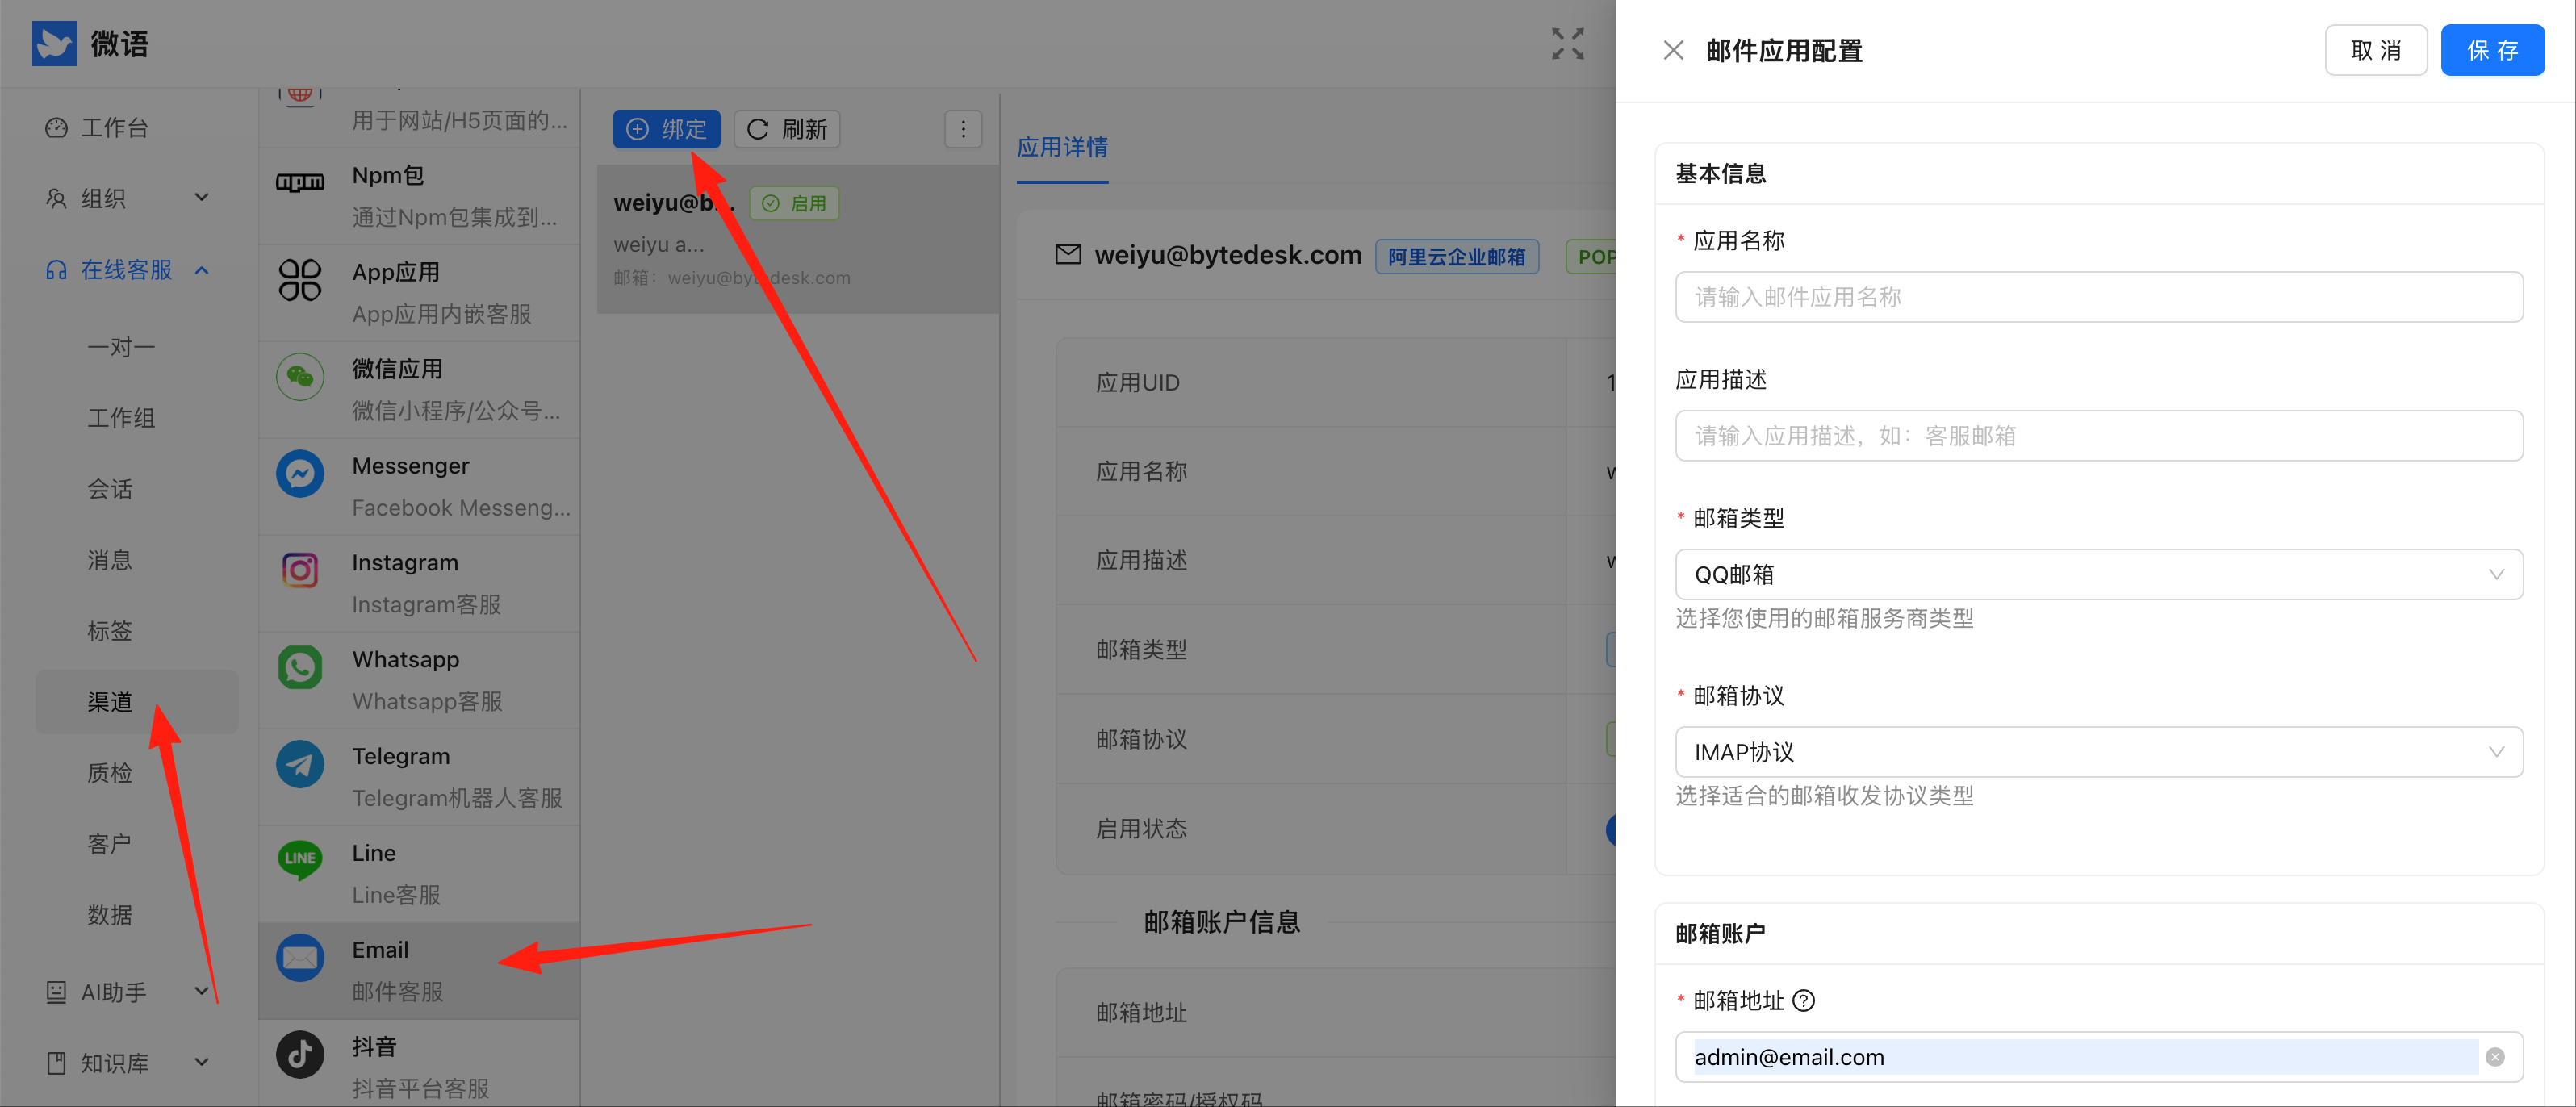 微语
工作台
组织
在线客服
一对一
工作组
会话
消息
标签
渠道
质检
客户
数据
AI助手
知识库
用于网站/H5页面的...
Npm包
通过Npm包集成到...
App应用
App应用内嵌客服
微信应用
微信小程序/公众号...
Messenger
Facebook Messeng...
Instagram
Instagram客服
Whatsapp
Whatsapp客服
Telegram
Telegram机器人客服
LINE
Line
Line客服
Email
邮件客服
抖音
抖音平台客服
绑定
刷新
weiyu@b... 启用
weiyu a...
邮箱：weiyu@bytedesk.com
应用详情
weiyu@bytedesk.com 阿里云企业邮箱 POP
应用UID
应用名称
应用描述
邮箱类型
邮箱协议
启用状态
邮箱账户信息
邮箱地址
邮箱密码/授权码
邮件应用配置
取 消
保 存
基本信息
* 应用名称
请输入邮件应用名称
应用描述
请输入应用描述，如：客服邮箱
* 邮箱类型
QQ邮箱
选择您使用的邮箱服务商类型
* 邮箱协议
IMAP协议
选择适合的邮箱收发协议类型
邮箱账户
* 邮箱地址
admin@email.com